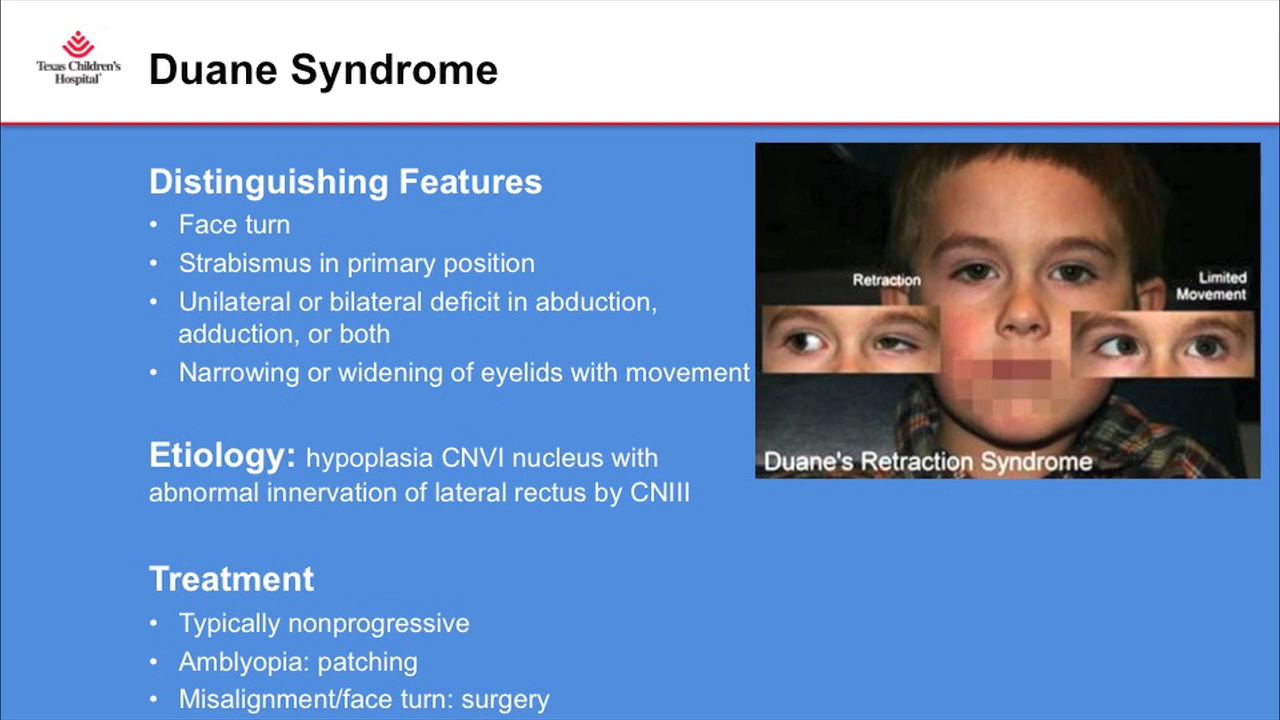 Texas Children's
Hospital
Duane Syndrome
Distinguishing Features
• Face turn
• Strabismus in primary position
• Unilateral or bilateral deficit in abduction,
adduction, or both
• Narrowing or widening of eyelids with movement
Etiology: hypoplasia CNVI nucleus with
abnormal innervation of lateral rectus by CNIII
Treatment
• Typically nonprogressive
• Amblyopia: patching
• Misalignment/face turn: surgery
Retraction
Limited
Movement
Duane's Retraction Syndrome